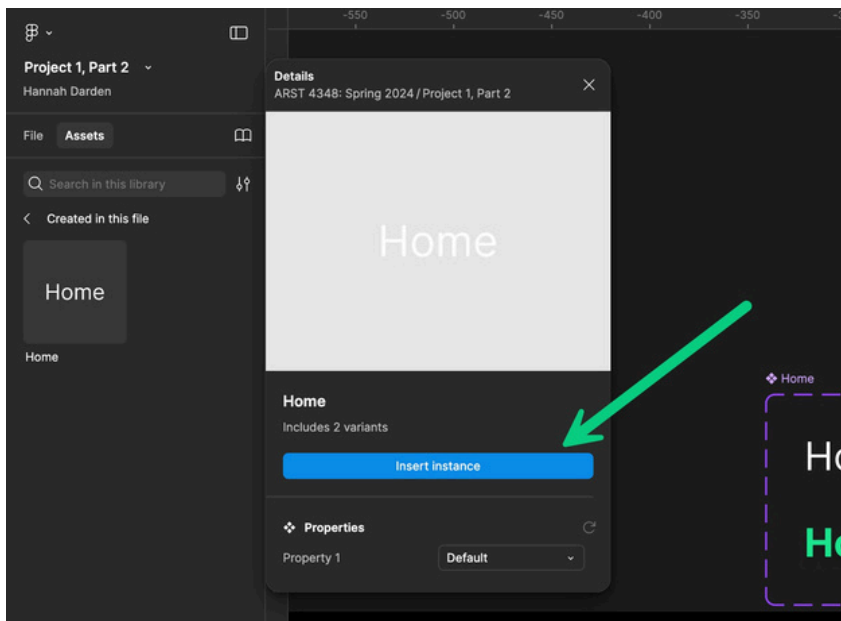 -550 -500 -450 -400 -350
Project 1, Part 2
Hannah Darden
File Assets
Search in this library
Created in this file
Home
Home
Details
ARST 4348: Spring 2024 / Project 1, Part 2
Home
Home
Includes 2 variants
Insert instance
Properties
Property 1 Default
Home